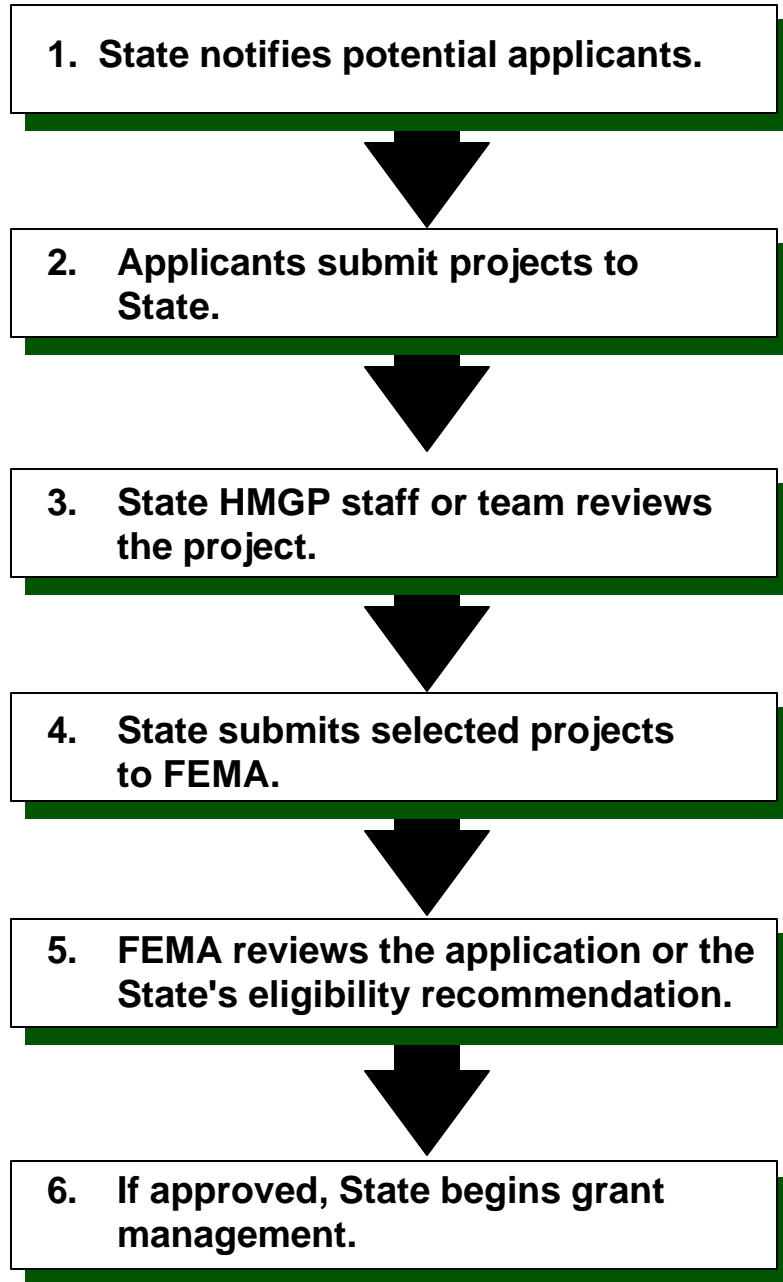 1. State notifies potential applicants.
2. Applicants submit projects to
State.
3. State HMGP staff or team reviews
the project.
4. State submits selected projects
to FEMA.
5. FEMA reviews the application or the
State's eligibility recommendation.
6. If approved, State begins grant
management.